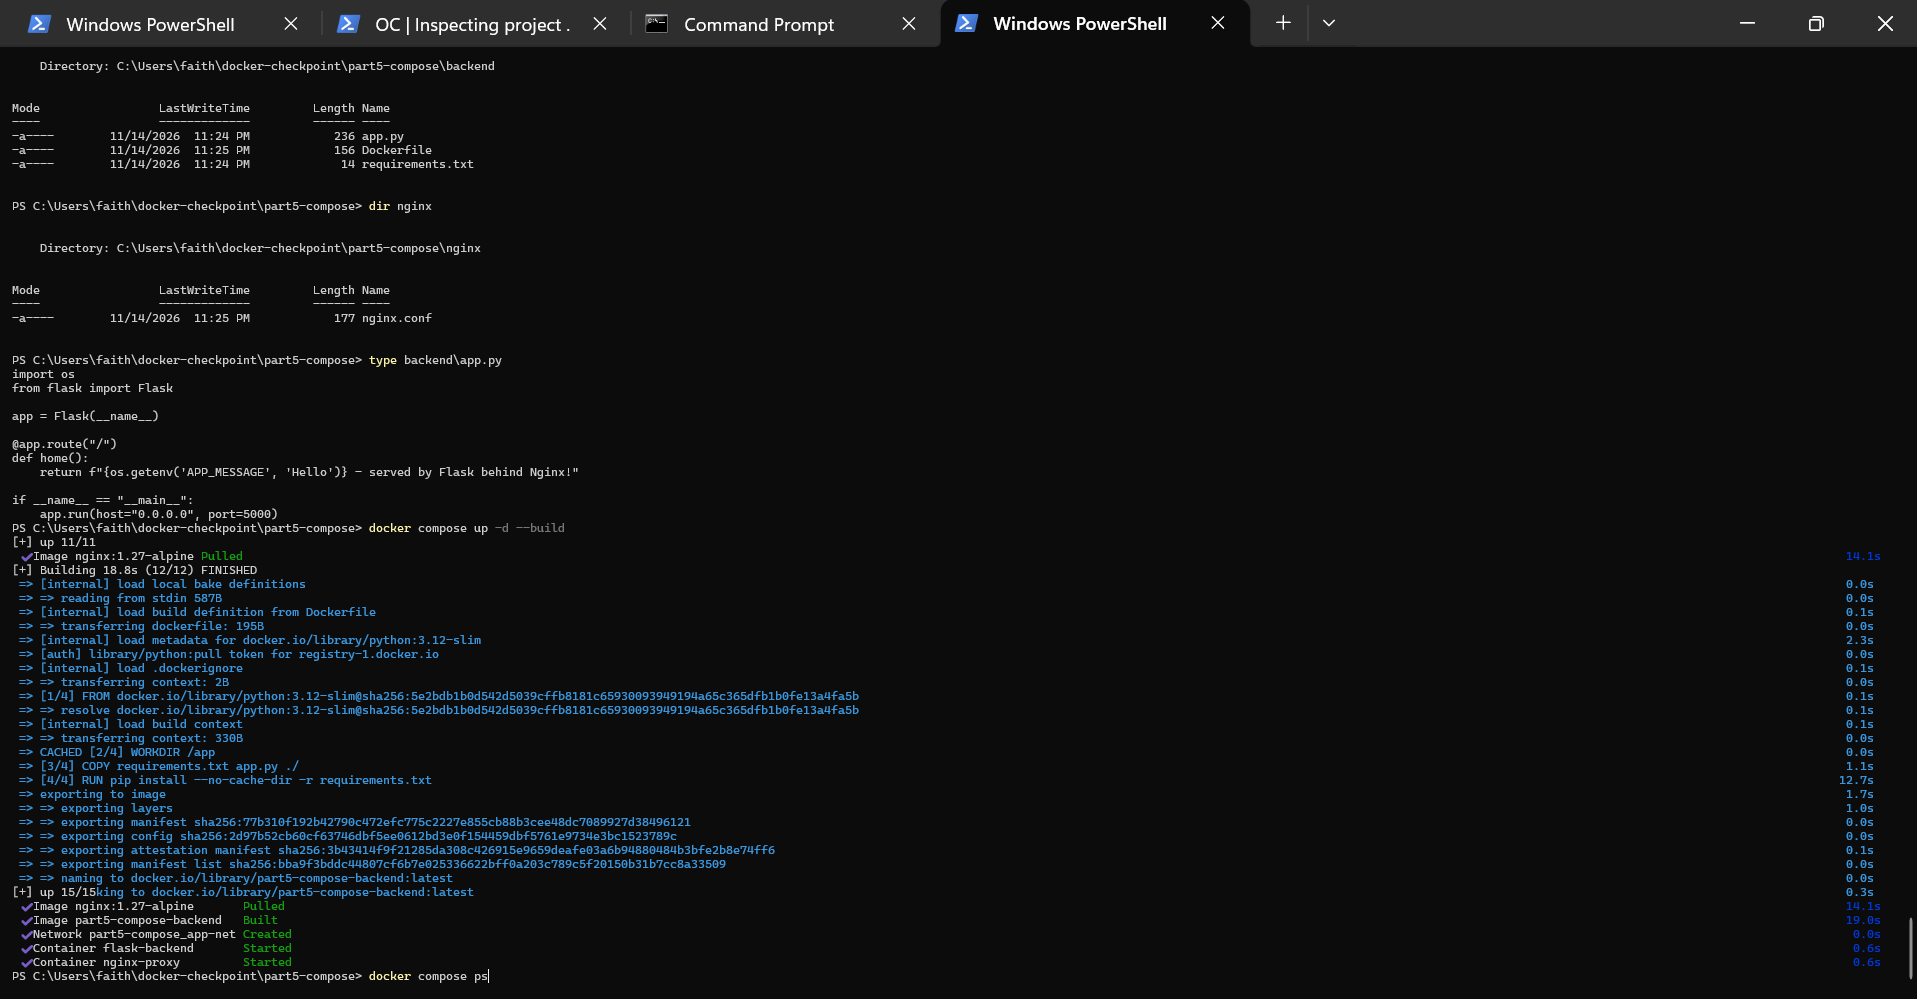 Windows PowerShell
OC | Inspecting project .
Command Prompt
Windows PowerShell
Directory: C:\Users\faith\docker-checkpoint\part5-compose\backend
Mode                 LastWriteTime         Length Name
----                 -------------         ------ ----
-a----        11/14/2026  11:24 PM            236 app.py
-a----        11/14/2026  11:25 PM            156 Dockerfile
-a----        11/14/2026  11:24 PM             14 requirements.txt
PS C:\Users\faith\docker-checkpoint\part5-compose> dir nginx
Directory: C:\Users\faith\docker-checkpoint\part5-compose\nginx
Mode                 LastWriteTime         Length Name
----                 -------------         ------ ----
-a----        11/14/2026  11:25 PM            177 nginx.conf
PS C:\Users\faith\docker-checkpoint\part5-compose> type backend\app.py
import os
from flask import Flask
app = Flask(__name__)
@app.route("/")
def home():
    return f"{os.getenv('APP_MESSAGE', 'Hello')} - served by Flask behind Nginx!"
if __name__ == "__main__":
    app.run(host="0.0.0.0", port=5000)
PS C:\Users\faith\docker-checkpoint\part5-compose> docker compose up -d --build
[+] up 11/11
✔Image nginx:1.27-alpine Pulled 14.1s
[+] Building 18.8s (12/12) FINISHED
=> [internal] load local bake definitions 0.0s
=> => reading from stdin 587B 0.0s
=> [internal] load build definition from Dockerfile 0.1s
=> => transferring dockerfile: 195B 0.0s
=> [internal] load metadata for docker.io/library/python:3.12-slim 2.3s
=> [auth] library/python:pull token for registry-1.docker.io 0.0s
=> [internal] load .dockerignore 0.1s
=> => transferring context: 2B 0.0s
=> [1/4] FROM docker.io/library/python:3.12-slim@sha256:5e2bdb1b0d542d5039cffb8181c65930093949194a65c365dfb1b0fe13a4fa5b 0.1s
=> => resolve docker.io/library/python:3.12-slim@sha256:5e2bdb1b0d542d5039cffb8181c65930093949194a65c365dfb1b0fe13a4fa5b 0.1s
=> [internal] load build context 0.1s
=> => transferring context: 330B 0.0s
=> CACHED [2/4] WORKDIR /app 0.0s
=> [3/4] COPY requirements.txt app.py ./ 1.1s
=> [4/4] RUN pip install --no-cache-dir -r requirements.txt 12.7s
=> exporting to image 1.7s
=> => exporting layers 1.0s
=> => exporting manifest sha256:77b310f192b42790c472efc775c2227e855cb88b3cee48dc7089927d38496121 0.0s
=> => exporting config sha256:2d97b52cb60cf63746dbf5ee0612bd3e0f154459dbf5761e9734e3bc1523789c 0.0s
=> => exporting attestation manifest sha256:3b43414f9f21285da308c426915e9659deafe03a6b94880484b3bfe2b8e74ff6 0.1s
=> => exporting manifest list sha256:bba9f3bddc44807cf6b7e025336622bff0a203c789c5f20150b31b7cc8a33509 0.0s
=> => naming to docker.io/library/part5-compose-backend:latest 0.0s
[+] up 15/15king to docker.io/library/part5-compose-backend:latest 0.3s
✔Image nginx:1.27-alpine       Pulled 14.1s
✔Image part5-compose-backend   Built 19.0s
✔Network part5-compose_app-net Created 0.0s
✔Container flask-backend       Started 0.6s
✔Container nginx-proxy         Started 0.6s
PS C:\Users\faith\docker-checkpoint\part5-compose> docker compose ps